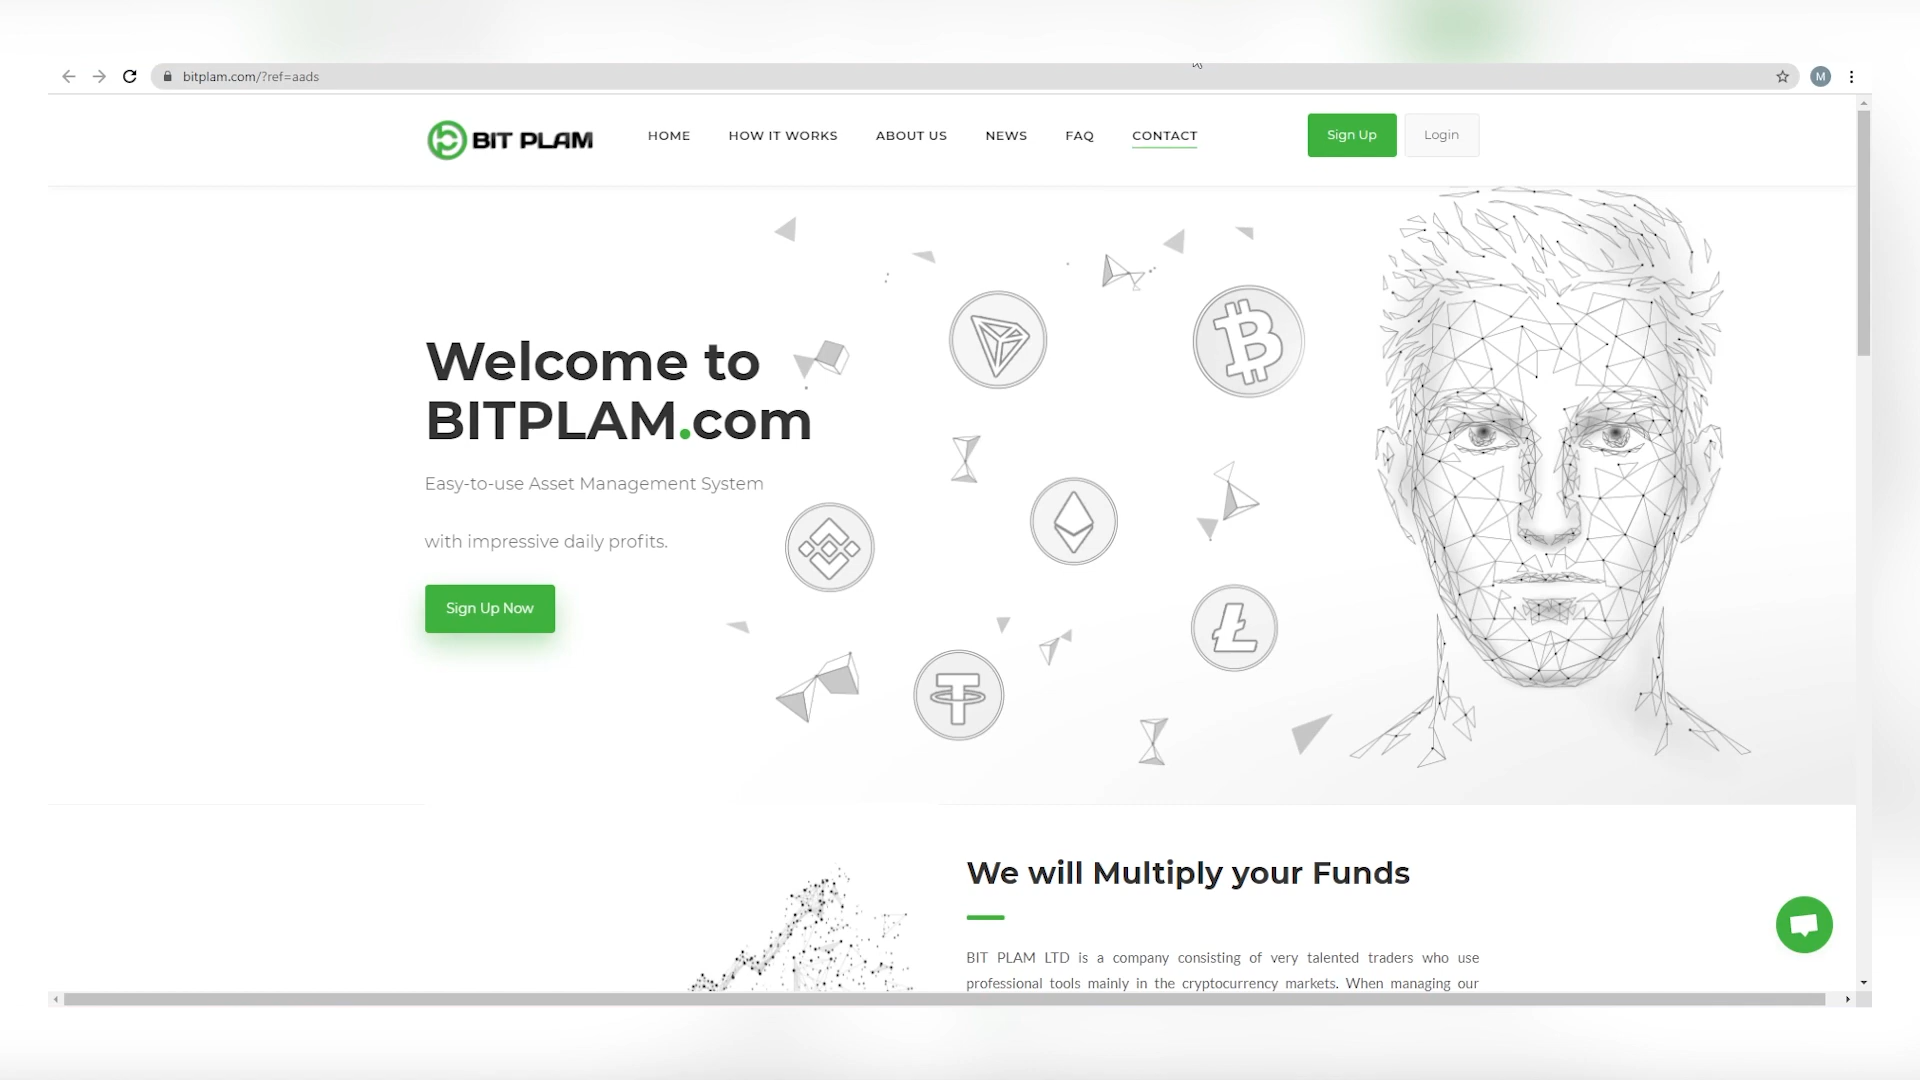 bitplam.com/?ref=aads
M
BIT PLAM
HOME
HOW IT WORKS
ABOUT US
NEWS
FAQ
CONTACT
Sign Up
Login
Welcome to
BITPLAM.com
Easy-to-use Asset Management System
with impressive daily profits.
Sign Up Now
We will Multiply your Funds
BIT PLAM LTD is a company consisting of very talented traders who use
professional tools mainly in the cryptocurrency markets. When managing our